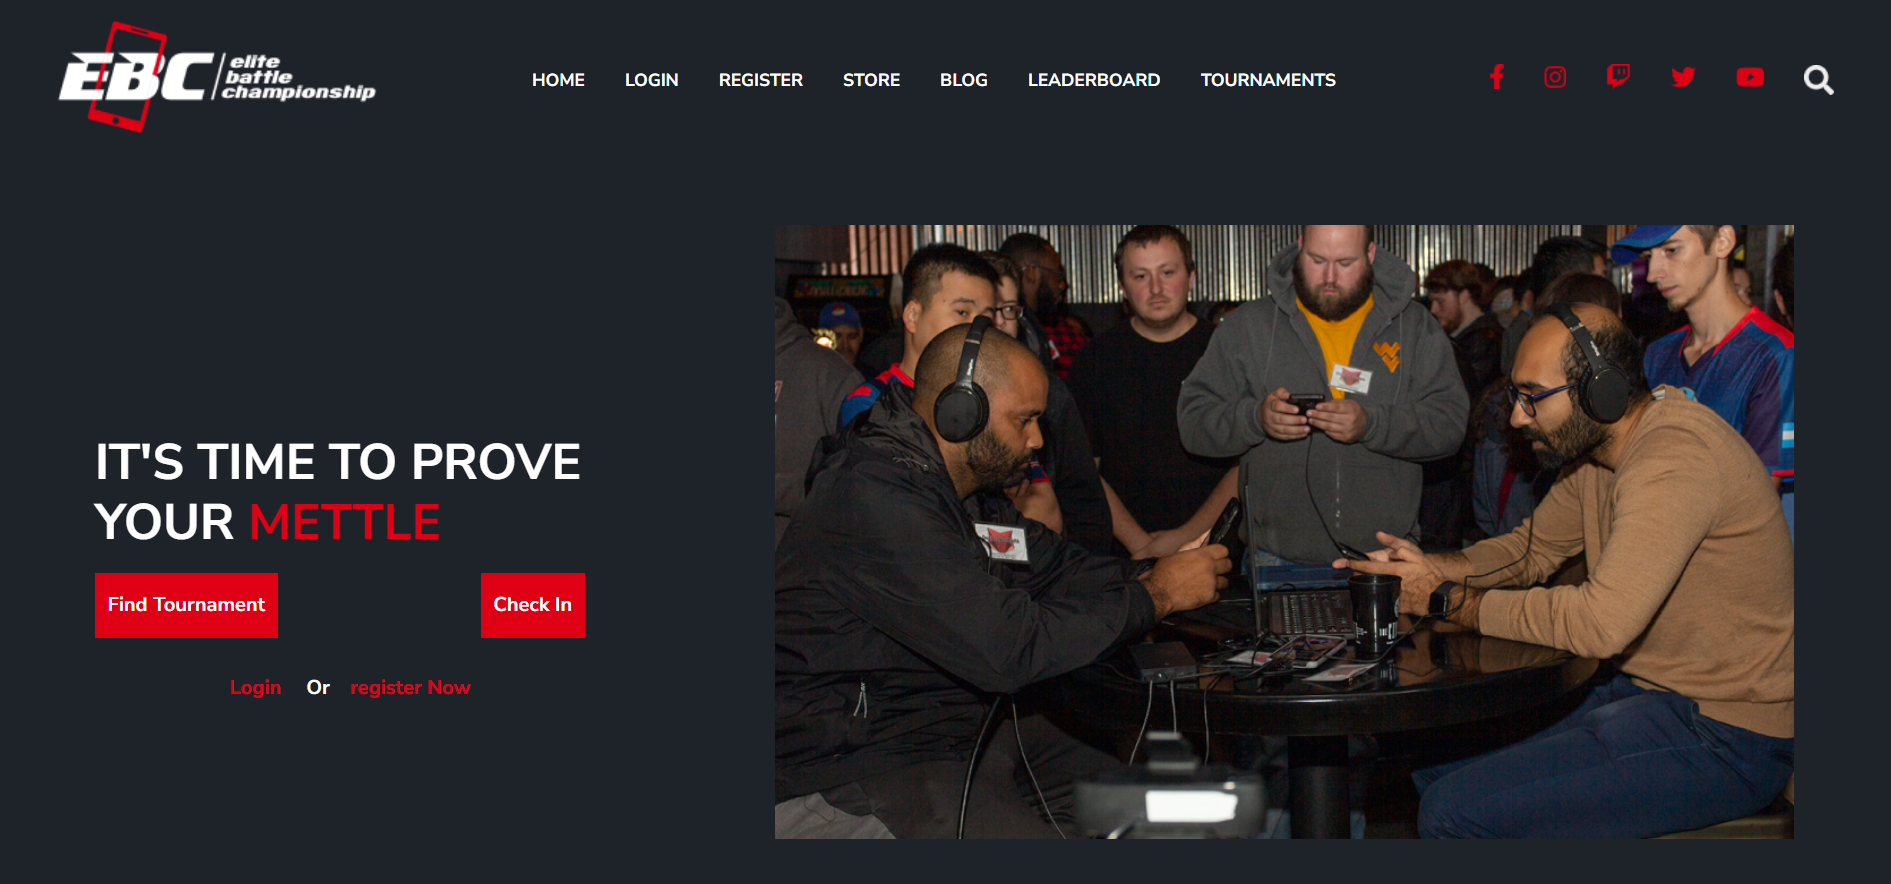 EBC
elite
battle
championship
HOME
LOGIN
REGISTER
STORE
BLOG
LEADERBOARD
TOURNAMENTS
IT'S TIME TO PROVE
YOUR METTLE
Find Tournament
Check In
Login Or register Now